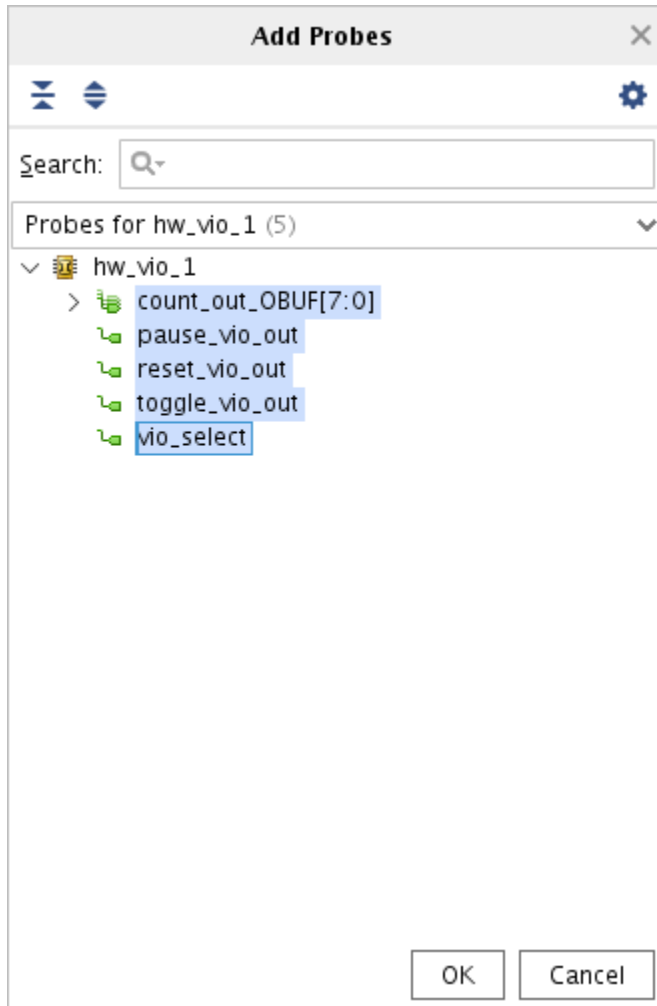 Add Probes
Search:
Probes for hw_vio_1 (5)
hw_vio_1
count_out_OBUF[7:0]
pause_vio_out
reset_vio_out
toggle_vio_out
vio_select
OK Cancel